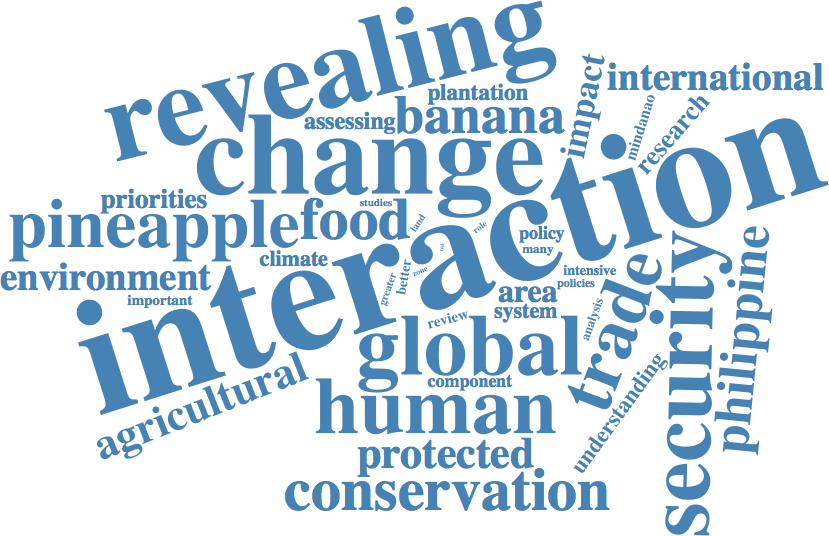 revealing
impact
international
plantation
assessing
banana
mindanao
research
change
interaction
priorities
studies
pineapple
food
land
role
policy
many
philippine
environment
climate
greater
better
zone
risk
area
intensive
policies
trade
security
important
system
review
analysis
global
agricultural
component
understanding
human
protected
conservation